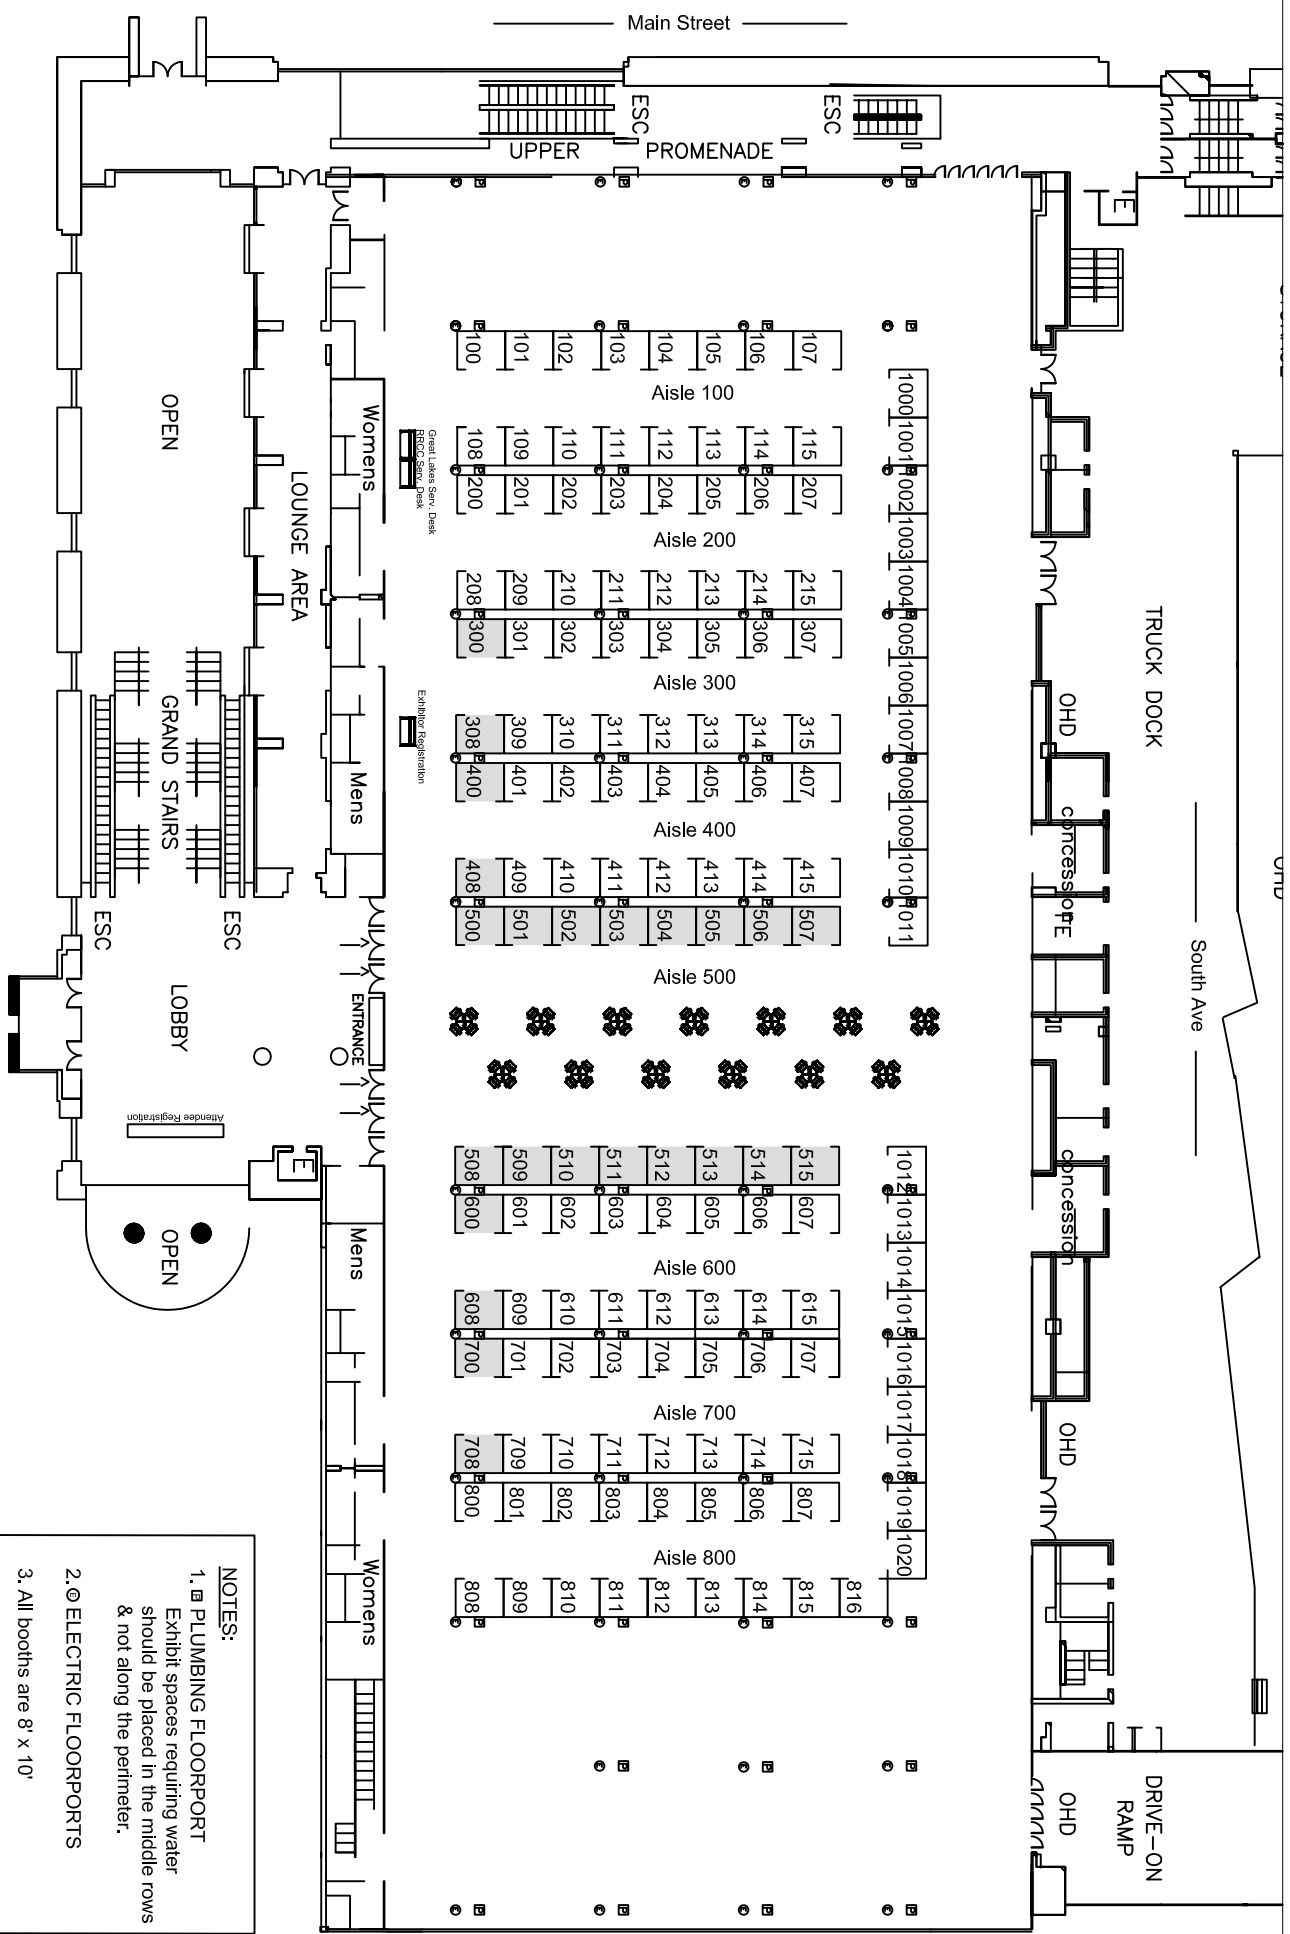 Main Street
ESC
ESC
UPPER PROMENADE
E
100 101 102 103 104 105 106 107
Aisle 100
108 109 110 111 112 113 114 115
200 201 202 203 204 205 206 207
Aisle 200
208 209 210 211 212 213 214 215
300 301 302 303 304 305 306 307
Aisle 300
308 309 310 311 312 313 314 315
400 401 402 403 404 405 406 407
Aisle 400
408 409 410 411 412 413 414 415
500 501 502 503 504 505 506 507
Aisle 500
508 509 510 511 512 513 514 515
600 601 602 603 604 605 606 607
Aisle 600
608 609 610 611 612 613 614 615
700 701 702 703 704 705 706 707
Aisle 700
708 709 710 711 712 713 714 715
800 801 802 803 804 805 806 807
Aisle 800
808 809 810 811 812 813 814 815 816
1000 1001 1002 1003 1004 1005 1006 1007 1008 1009 1010 1011
1012 1013 1014 1015 1016 1017 1018 1019 1020
Womens
Great Lakes Serv. Desk
RRCC Serv. Desk
Exhibitor Registration
Mens
OPEN
LOUNGE AREA
GRAND STAIRS
ESC
ESC
LOBBY
ENTRANCE
Attendee Registration
E
OPEN
Mens
Womens
TRUCK DOCK
OHD
concession
E
South Ave
OHD
concession
OHD
OHD
DRIVE-ON
RAMP
NOTES:
1. P PLUMBING FLOORPORT
Exhibit spaces requiring water
should be placed in the middle rows
& not along the perimeter.
2. E ELECTRIC FLOORPORTS
3. All booths are 8' x 10'